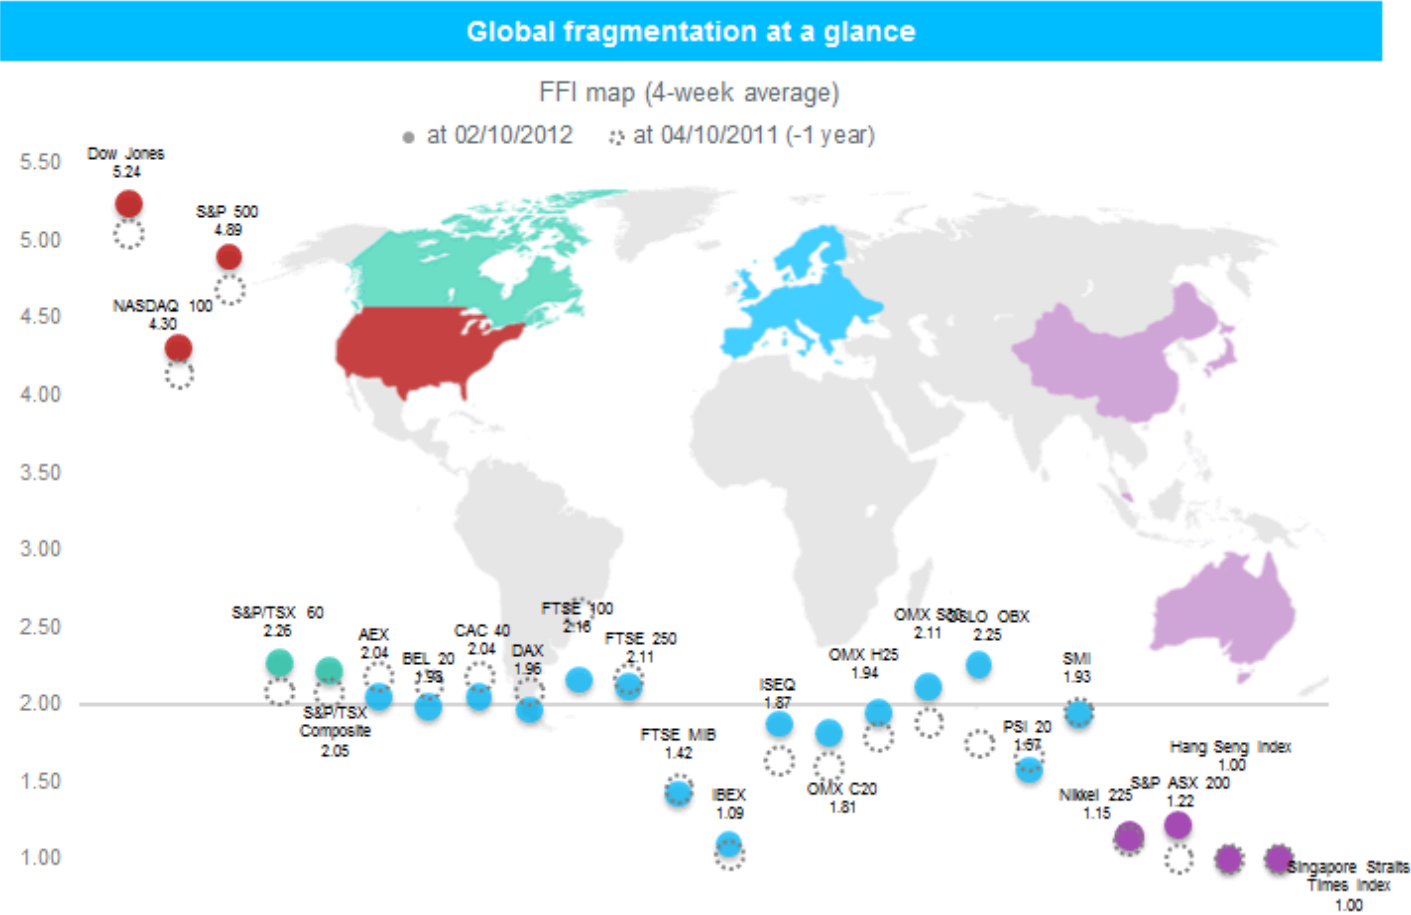 Global fragmentation at a glance
FFI map (4-week average)
at 02/10/2012
at 04/10/2011 (-1 year)
5.50
5.00
4.50
4.00
3.50
3.00
2.50
2.00
1.50
1.00
Dow Jones
5.24
S&P 500
4.89
NASDAQ 100
4.30
S&P/TSX 60
2.26
S&P/TSX
Composite
2.05
AEX
2.04
BEL 20
CAC 40
2.04
DAX
1.96
FTSE 100
2.16
FTSE 250
2.11
FTSE MIB
1.42
IBEX
1.09
ISEQ
1.87
OMX C20
1.81
OMX H25
1.94
OMX
2.11
OSLO OBX
2.25
PSI 20
1.57
SMI
1.93
Nikkei 225
1.15
S&P ASX 200
1.22
Hang Seng Index
1.00
Singapore Straits
Times Index
1.00